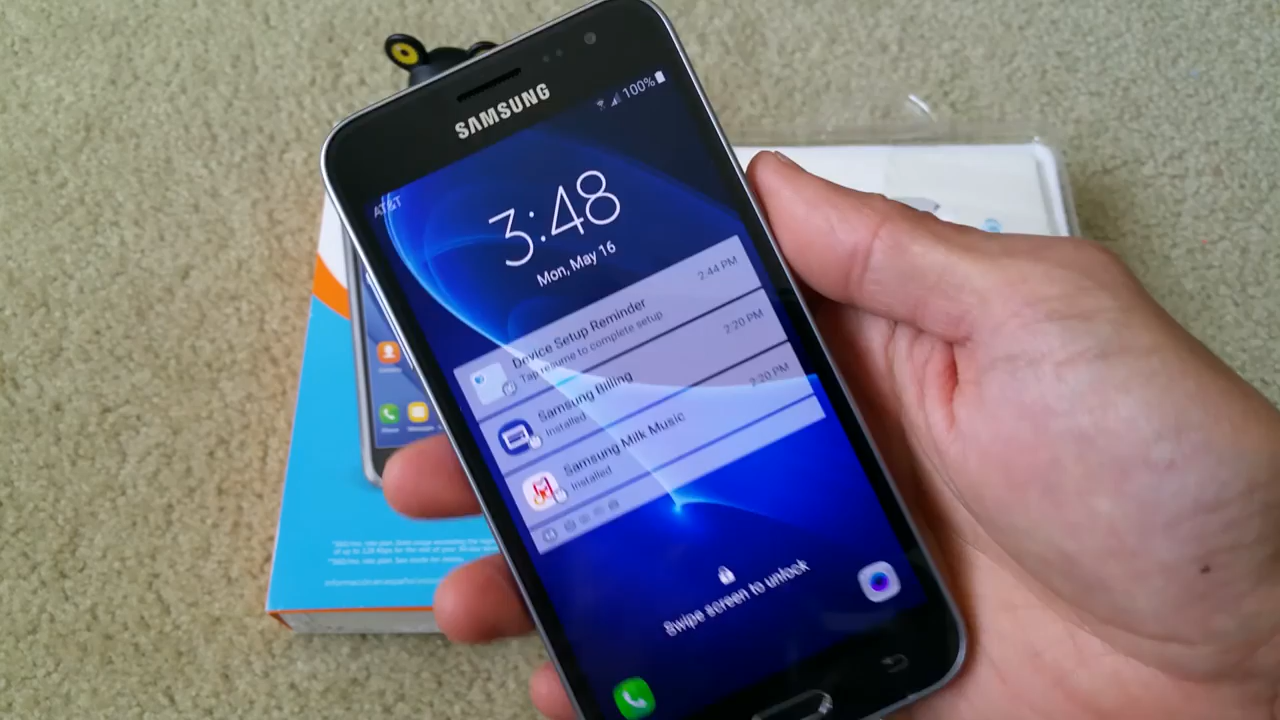 SAMSUNG
100%
AT&T
3:48
Mon, May 16
Device Setup Reminder 2:44 PM
Tap resume to complete setup
Samsung Billing 2:20 PM
Installed
Samsung Milk Music 2:20 PM
Installed
Swipe screen to unlock